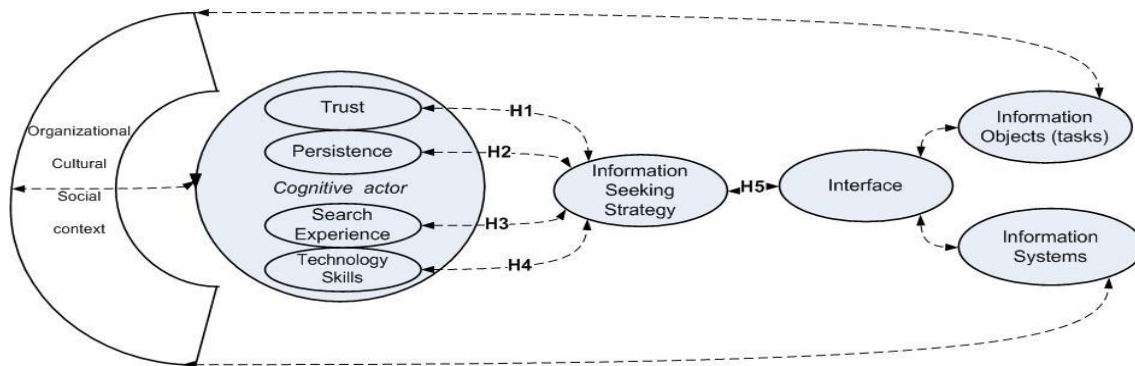 Organizational
Cultural
Social
context
Trust
Persistence
Cognitive actor
Search
Experience
Technology
Skills
H1
H2
H3
H4
Information
Seeking
Strategy
H5
Interface
Information
Objects (tasks)
Information
Systems